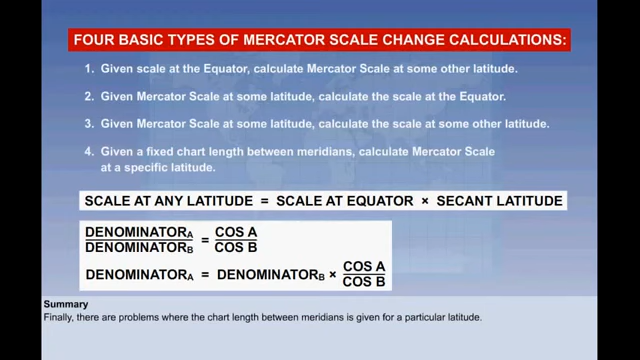 FOUR BASIC TYPES OF MERCATOR SCALE CHANGE CALCULATIONS:
1. Given scale at the Equator, calculate Mercator Scale at some other latitude.
2. Given Mercator Scale at some latitude, calculate the scale at the Equator.
3. Given Mercator Scale at some latitude, calculate the scale at some other latitude.
4. Given a fixed chart length between meridians, calculate Mercator Scale
at a specific latitude.
SCALE AT ANY LATITUDE = SCALE AT EQUATOR × SECANT LATITUDE
DENOMINATOR_A / DENOMINATOR_B = COS A / COS B
DENOMINATOR_A = DENOMINATOR_B × COS A / COS B
Summary
Finally, there are problems where the chart length between meridians is given for a particular latitude.